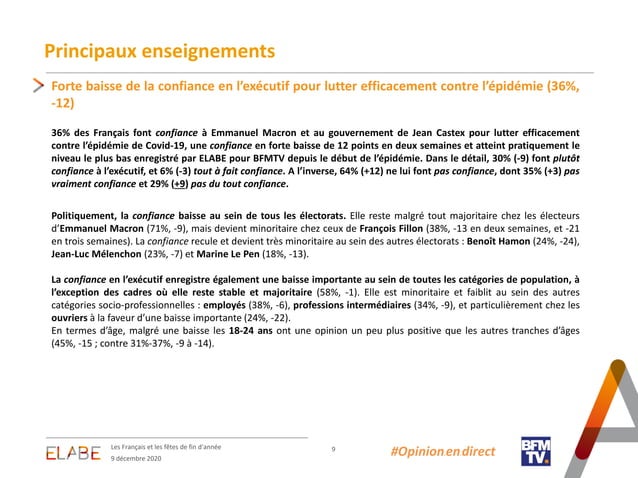 Principaux enseignements
Forte baisse de la confiance en l’exécutif pour lutter efficacement contre l’épidémie (36%,
-12)
36% des Français font confiance à Emmanuel Macron et au gouvernement de Jean Castex pour lutter efficacement
contre l’épidémie de Covid-19, une confiance en forte baisse de 12 points en deux semaines et atteint pratiquement le
niveau le plus bas enregistré par ELABE pour BFMTV depuis le début de l’épidémie. Dans le détail, 30% (-9) font plutôt
confiance à l’exécutif, et 6% (-3) tout à fait confiance. A l’inverse, 64% (+12) ne lui font pas confiance, dont 35% (+3) pas
vraiment confiance et 29% (+9) pas du tout confiance.
Politiquement, la confiance baisse au sein de tous les électorats. Elle reste malgré tout majoritaire chez les électeurs
d’Emmanuel Macron (71%, -9), mais devient minoritaire chez ceux de François Fillon (38%, -13 en deux semaines, et -21
en trois semaines). La confiance recule et devient très minoritaire au sein des autres électorats : Benoît Hamon (24%, -24),
Jean-Luc Mélenchon (23%, -7) et Marine Le Pen (18%, -13).
La confiance en l’exécutif enregistre également une baisse importante au sein de toutes les catégories de population, à
l’exception des cadres où elle reste stable et majoritaire (58%, -1). Elle est minoritaire et faiblit au sein des autres
catégories socio-professionnelles : employés (38%, -6), professions intermédiaires (34%, -9), et particulièrement chez les
ouvriers à la faveur d’une baisse importante (24%, -22).
En termes d’âge, malgré une baisse les 18-24 ans ont une opinion un peu plus positive que les autres tranches d’âges
(45%, -15 ; contre 31%-37%, -9 à -14).
ELABE
Les Français et les fêtes de fin d’année
9 décembre 2020
9
#Opinionendirect
BFM
TV.